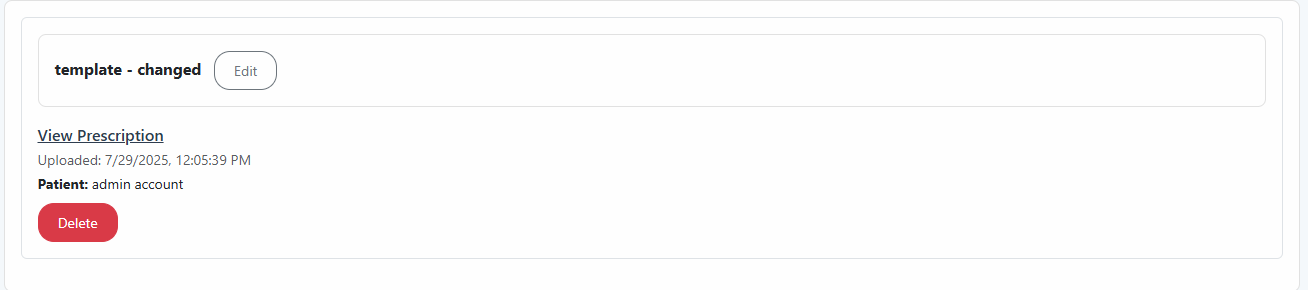 template - changed Edit
View Prescription
Uploaded: 7/29/2025, 12:05:39 PM
Patient: admin account
Delete